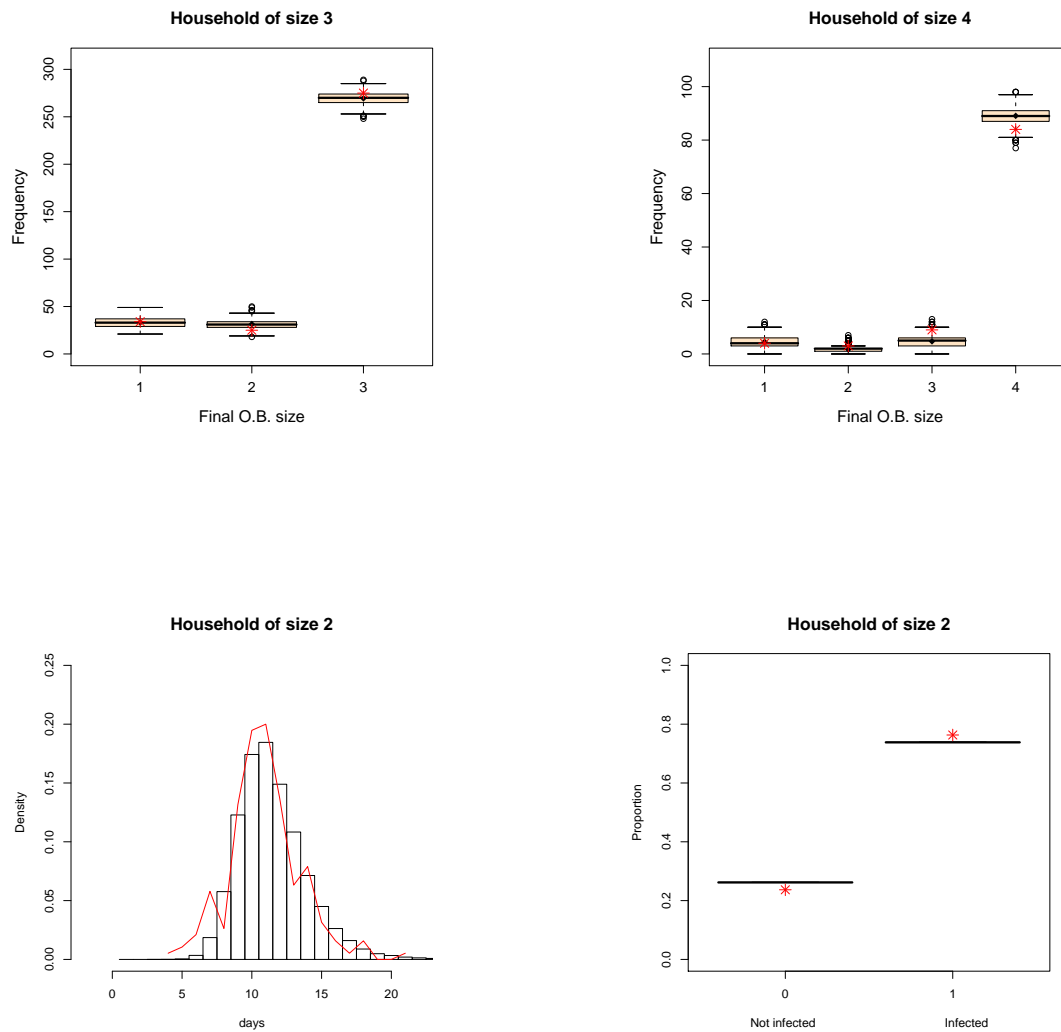 Household of size 3
Frequency
300
250
200
150
100
50
0
1 2 3
Final O.B. size
Household of size 4
Frequency
100
80
60
40
20
0
1 2 3 4
Final O.B. size
Household of size 2
Density
0.25
0.20
0.15
0.10
0.05
0.00
0 5 10 15 20
days
Household of size 2
Proportion
1.0
0.8
0.6
0.4
0.2
0.0
0 1
Not infected Infected